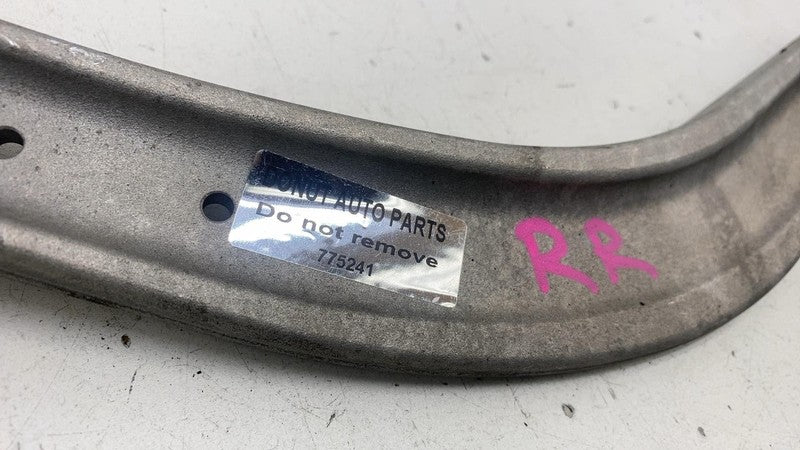 DONUT AUTO PARTS
Do not remove
775241
RR